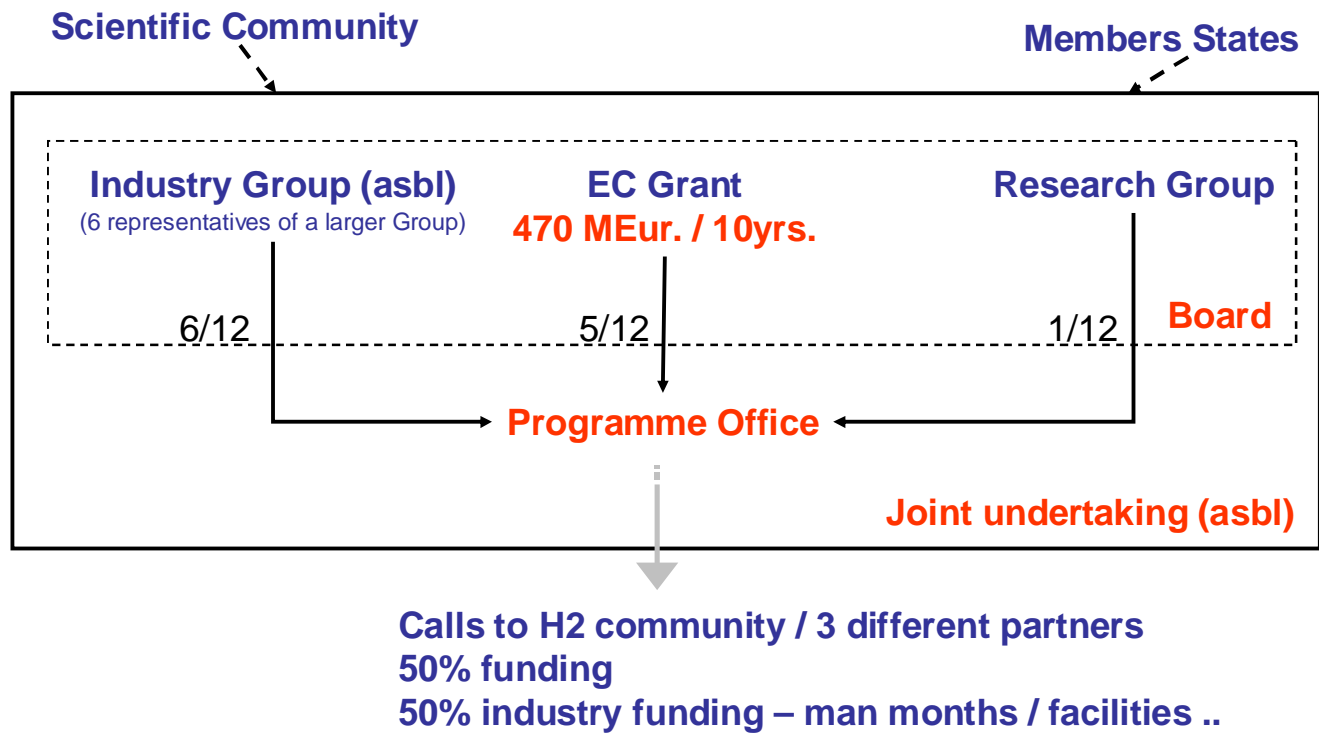 Scientific Community
Members States
Industry Group (asbl)
(6 representatives of a larger Group)
EC Grant
470 MEur. / 10yrs.
Research Group
6/12
5/12
1/12
Board
Programme Office
Joint undertaking (asbl)
Calls to H2 community / 3 different partners
50% funding
50% industry funding – man months / facilities ..